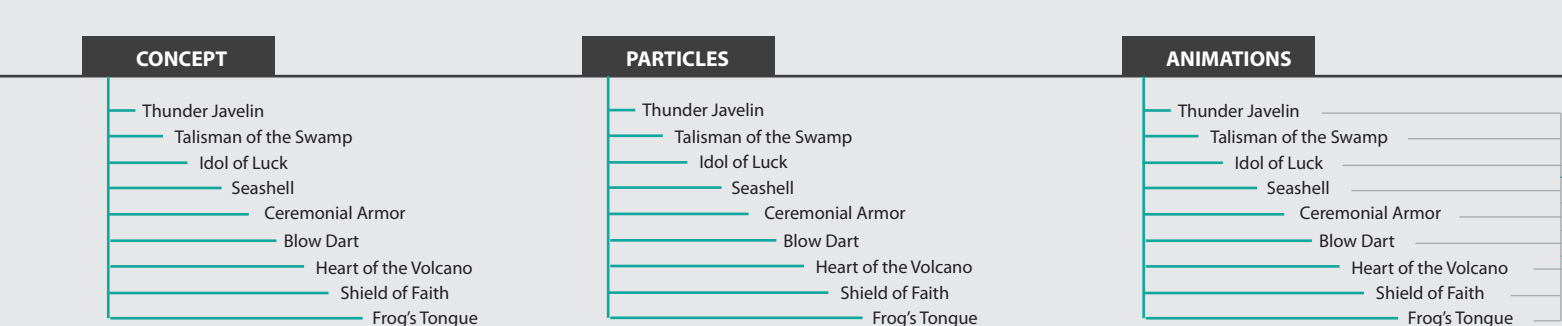 CONCEPT
Thunder Javelin
Talisman of the Swamp
Idol of Luck
Seashell
Ceremonial Armor
Blow Dart
Heart of the Volcano
Shield of Faith
Frog's Tongue
PARTICLES
Thunder Javelin
Talisman of the Swamp
Idol of Luck
Seashell
Ceremonial Armor
Blow Dart
Heart of the Volcano
Shield of Faith
Frog's Tongue
ANIMATIONS
Thunder Javelin
Talisman of the Swamp
Idol of Luck
Seashell
Ceremonial Armor
Blow Dart
Heart of the Volcano
Shield of Faith
Frog's Tongue